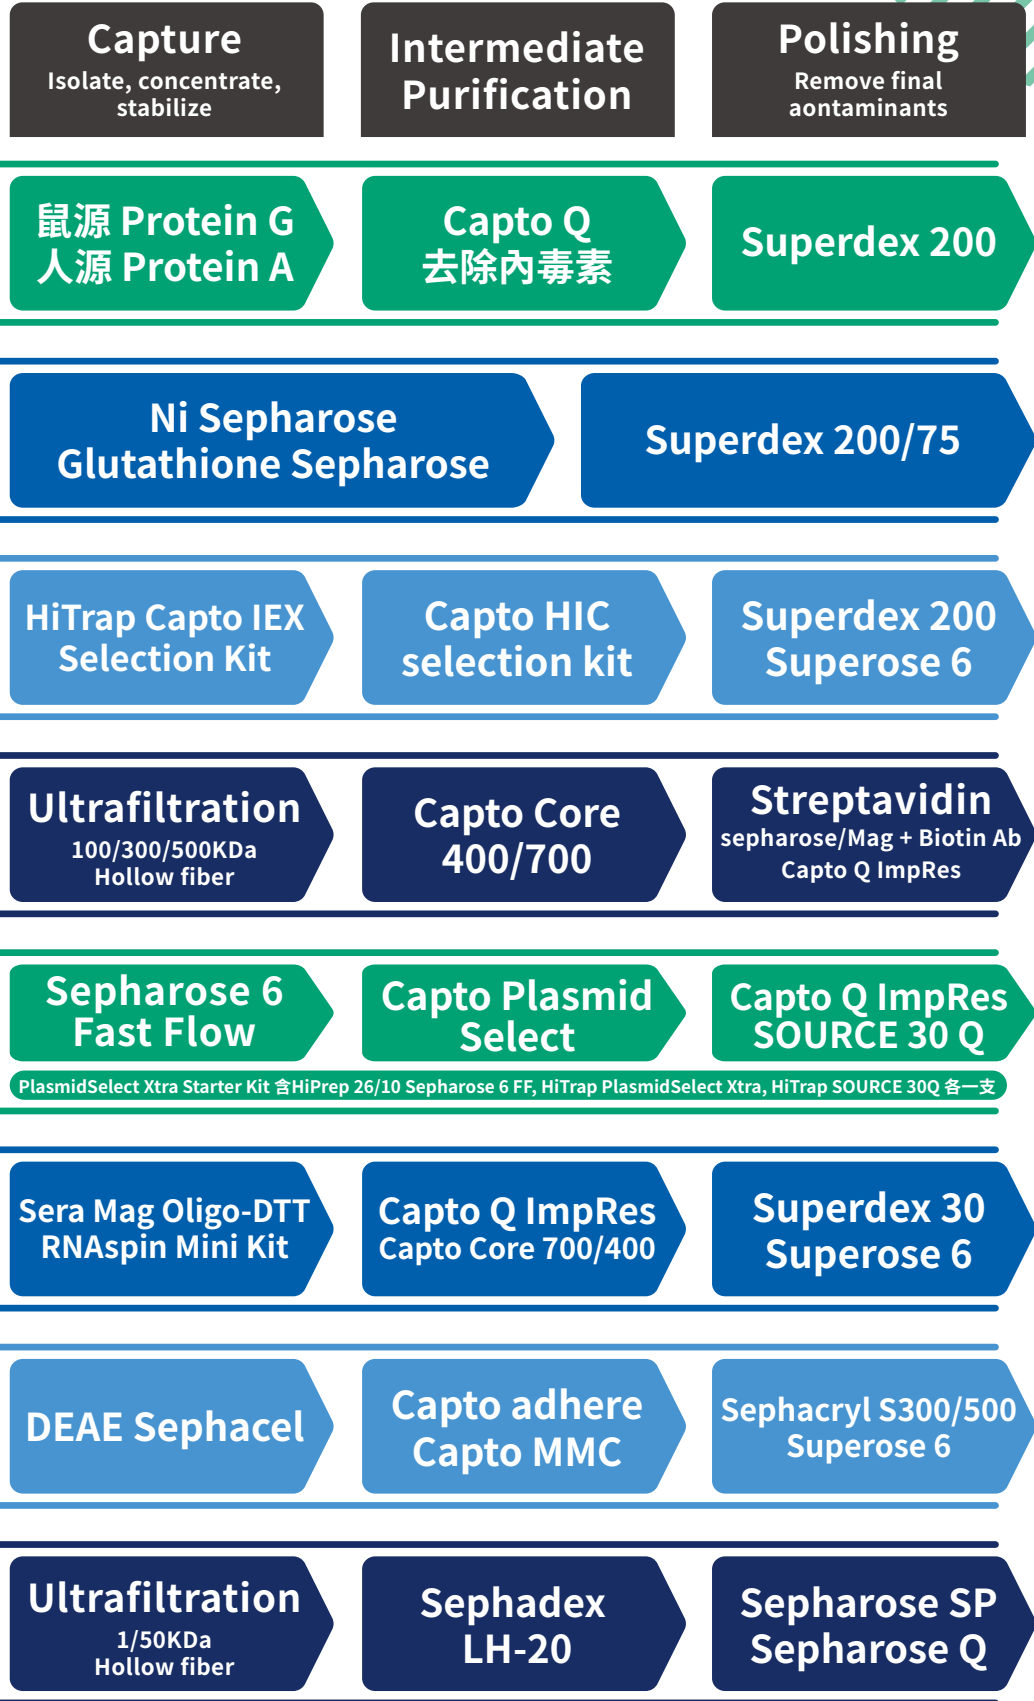 Capture
Isolate, concentrate,
stabilize
Intermediate
Purification
Polishing
Remove final
aontaminants
鼠源 Protein G
人源 Protein A
Capto Q
去除內毒素
Superdex 200
Ni Sepharose
Glutathione Sepharose
Superdex 200/75
HiTrap Capto IEX
Selection Kit
Capto HIC
selection kit
Superdex 200
Superose 6
Ultrafiltration
100/300/500KDa
Hollow fiber
Capto Core
400/700
Streptavidin
sepharose/Mag + Biotin Ab
Capto Q ImpRes
Sepharose 6
Fast Flow
Capto Plasmid
Select
Capto Q ImpRes
SOURCE 30 Q
PlasmidSelect Xtra Starter Kit 含HiPrep 26/10 Sepharose 6 FF, HiTrap PlasmidSelect Xtra, HiTrap SOURCE 30Q 各一支
Sera Mag Oligo-DTT
RNAspin Mini Kit
Capto Q ImpRes
Capto Core 700/400
Superdex 30
Superose 6
DEAE Sephacel
Capto adhere
Capto MMC
Sephacryl S300/500
Superose 6
Ultrafiltration
1/50KDa
Hollow fiber
Sephadex
LH-20
Sepharose SP
Sepharose Q